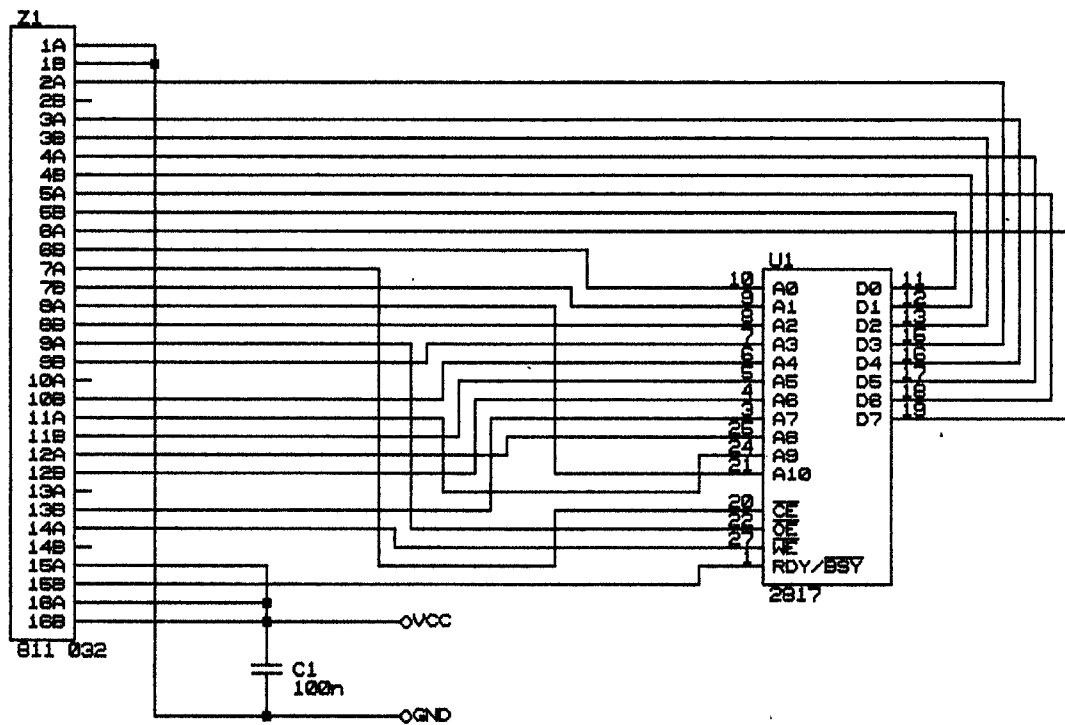 Z1
1A
1B
2A
2B
3A
3B
4A
4B
5A
5B
6A
6B
7A
7B
8A
8B
9A
9B
10A
10B
11A
11B
12A
12B
13A
13B
14A
14B
15A
15B
16A
16B
811 032
U1
10 A0 D0 11
9 A1 D1 12
8 A2 D2 13
7 A3 D3 15
6 A4 D4 16
5 A5 D5 17
4 A6 D6 18
3 A7 D7 19
25 A8
24 A9
21 A10
20 CE
22 OE
27 WE
1 RDY/BSY
2817
VCC
C1
100n
GND